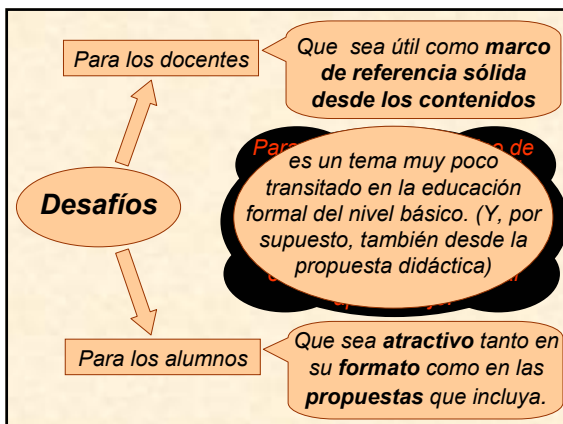 Para los docentes
Que sea útil como marco
de referencia sólida
desde los contenidos
Desafíos
Para
de
es un tema muy poco
transitado en la educación
formal del nivel básico. (Y, por
supuesto, también desde la
propuesta didáctica)
Para los alumnos
Que sea atractivo tanto en
su formato como en las
propuestas que incluya.